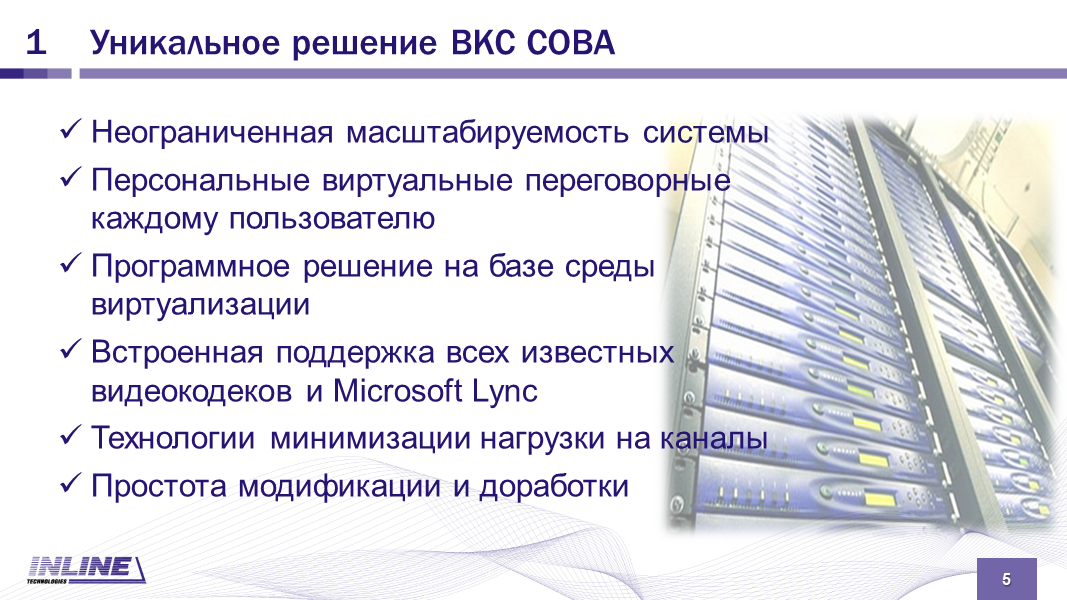 1 Уникальное решение ВКС СОВА
✓ Неограниченная масштабируемость системы
✓ Персональные виртуальные переговорные
каждому пользователю
✓ Программное решение на базе среды
виртуализации
✓ Встроенная поддержка всех известных
видеокодеков и Microsoft Lync
✓ Технологии минимизации нагрузки на каналы
✓ Простота модификации и доработки
INLINE
TECHNOLOGIES
5